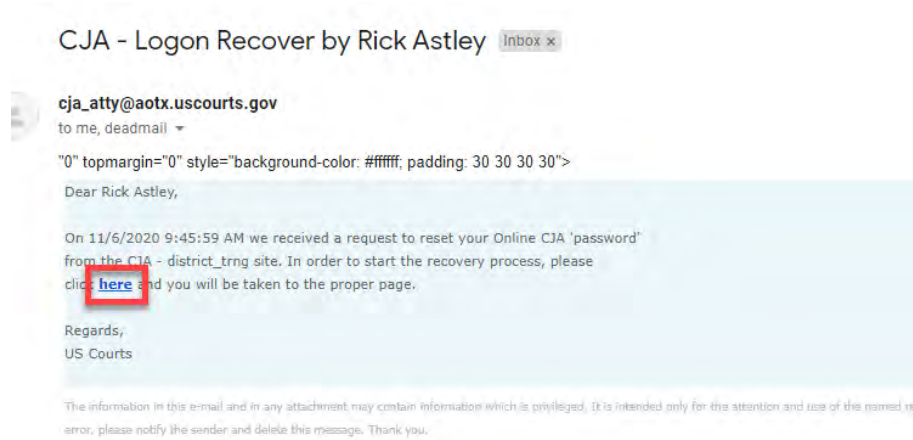 CJA - Logon Recover by Rick Astley Inbox x
cja_atty@aotx.uscourts.gov
to me, deadmail
"0" topmargin="0" style="background-color: #ffffff; padding: 30 30 30 30">
Dear Rick Astley,
On 11/6/2020 9:45:59 AM we received a request to reset your Online CJA 'password'
from the CJA - district_trng site. In order to start the recovery process, please
click here and you will be taken to the proper page.
Regards,
US Courts
The information in this e-mail and in any attachment may contain information which is privileged. It is intended only for the attention and use of the named
error, please notify the sender and delete this message. Thank you.